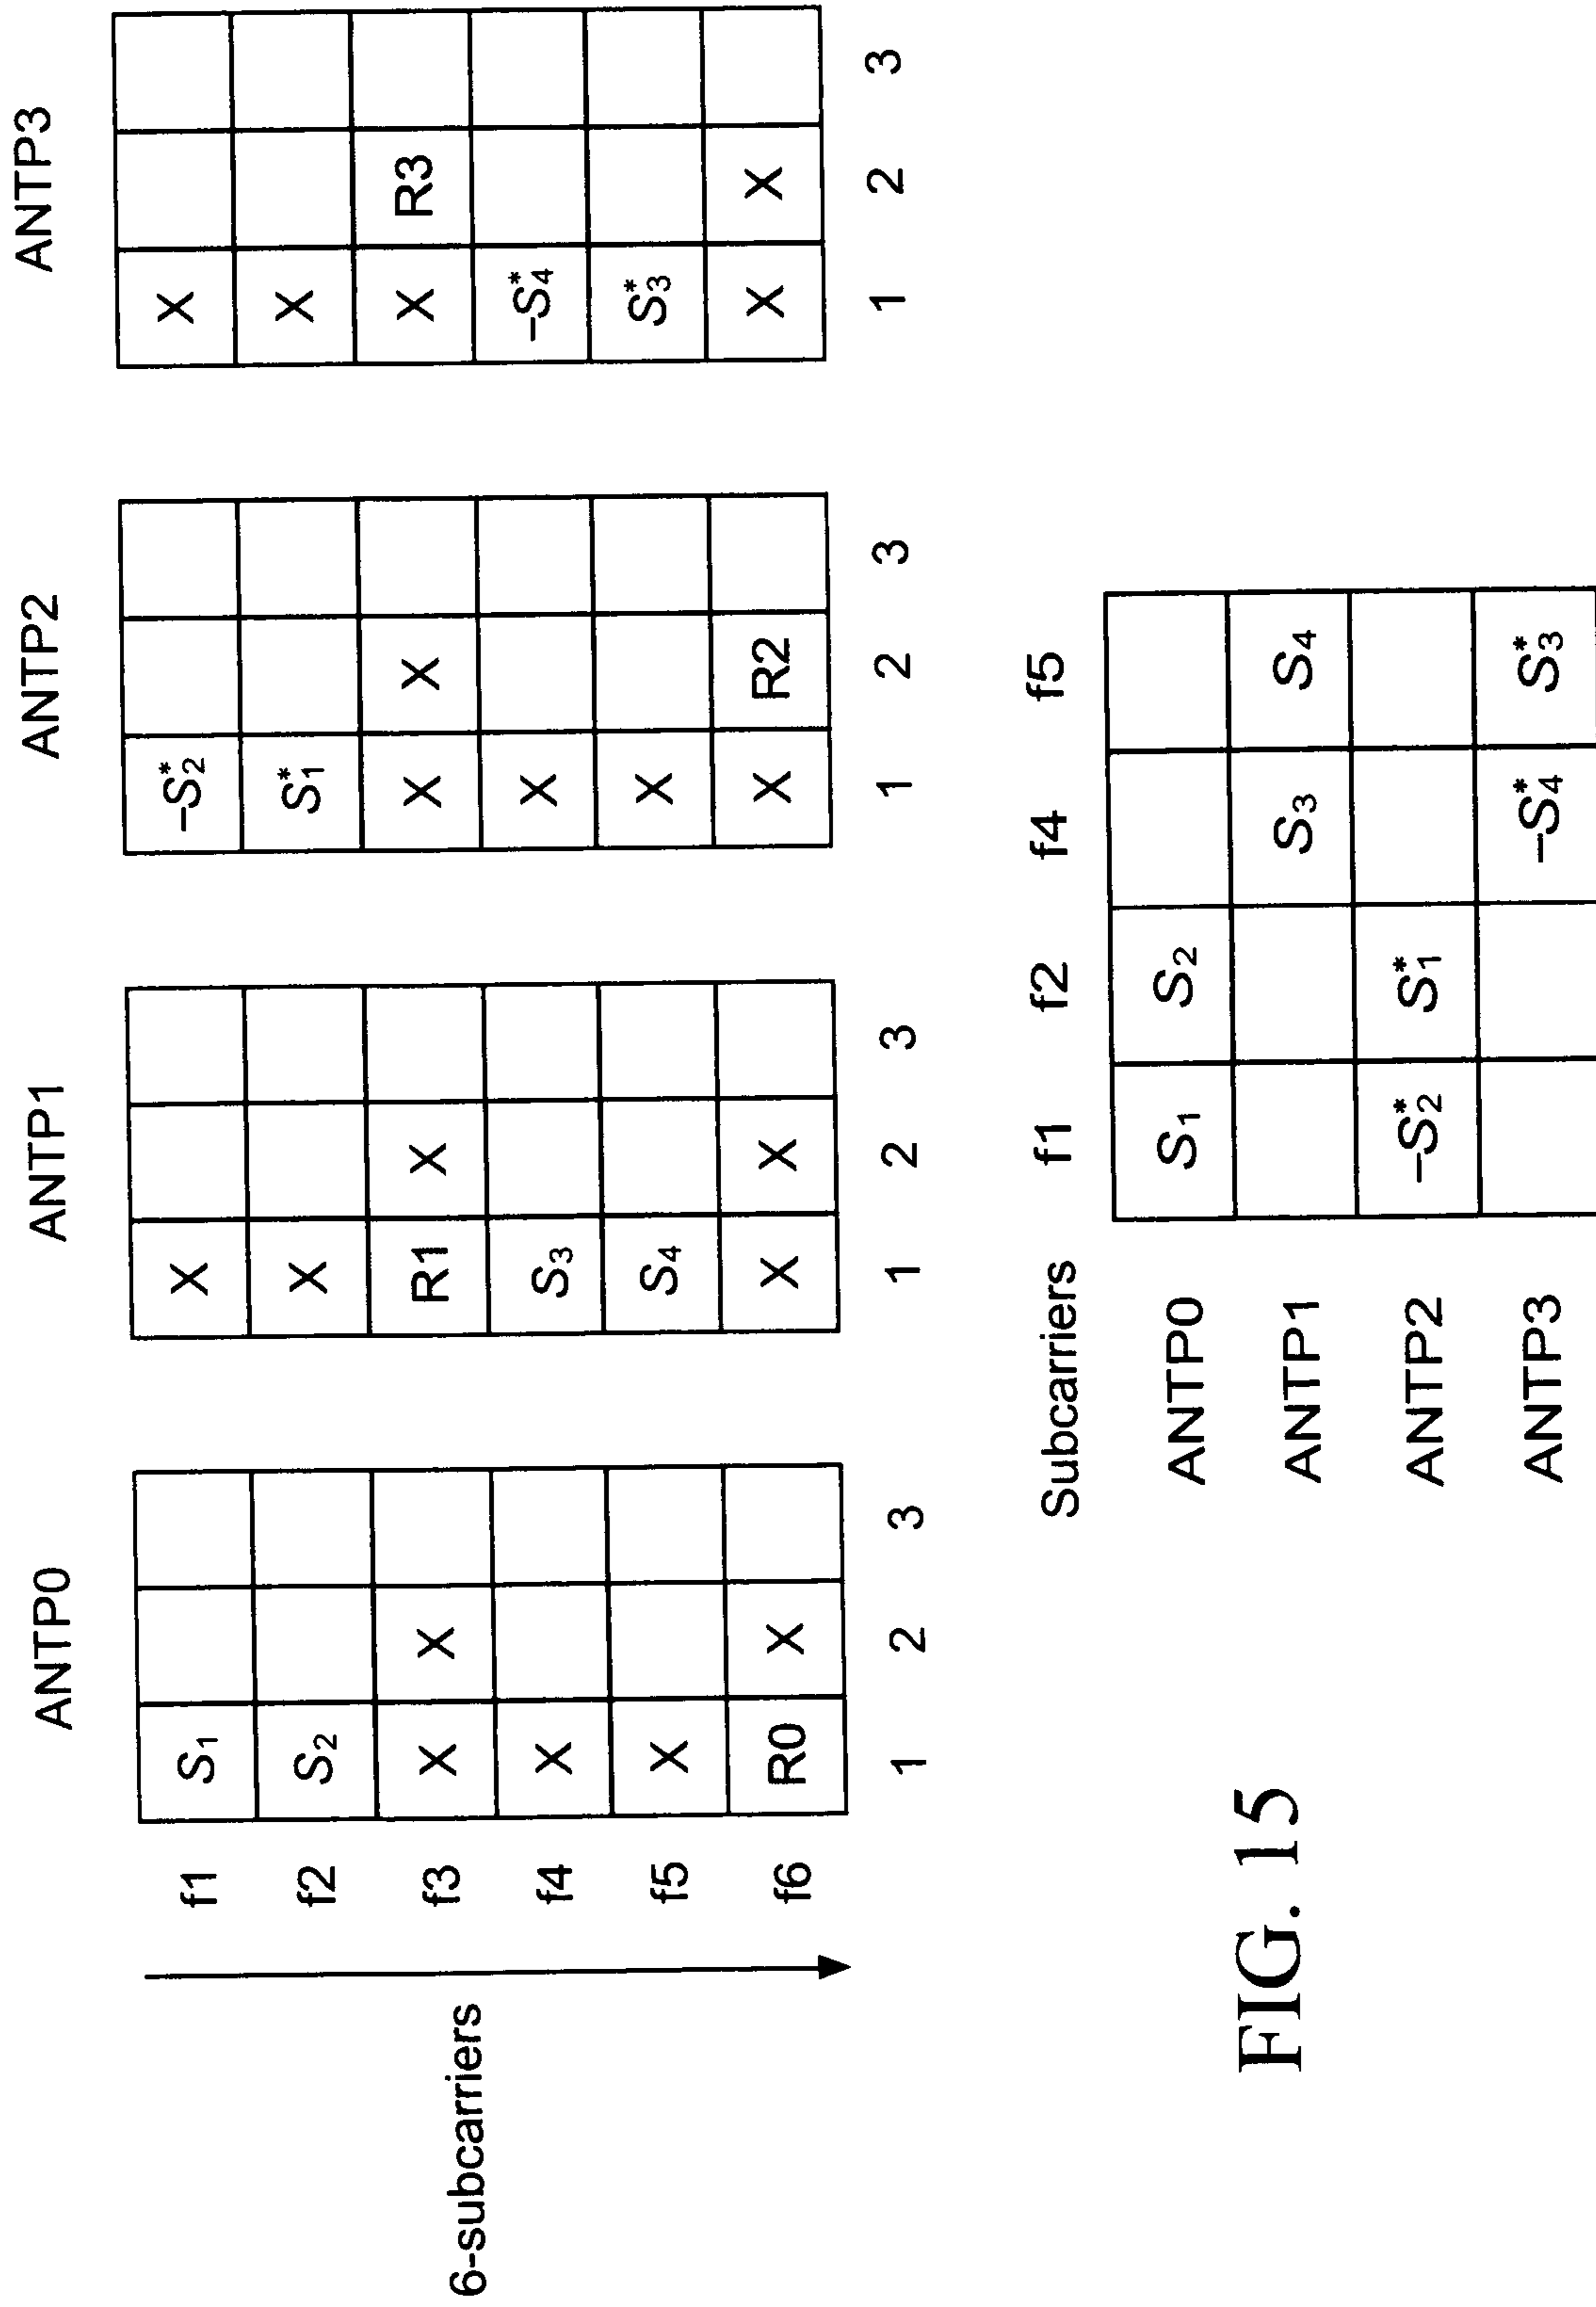 ANTP0 ANTP1 ANTP2 ANTP3
f1 S₁ X –S₂* X
f2 S₂ X S₁* X
f3 X X R1 X X X X R3
f4 X S₃ X –S₄*
f5 X S₄ X S₃*
f6 R0 X X X X R2 X X
1 2 3 1 2 3 1 2 3 1 2 3
6-subcarriers
Subcarriers f1 f2 f4 f5
ANTP0 S₁ S₂
ANTP1 S₃ S₄
ANTP2 –S₂* S₁*
ANTP3 –S₄* S₃*
FIG. 15